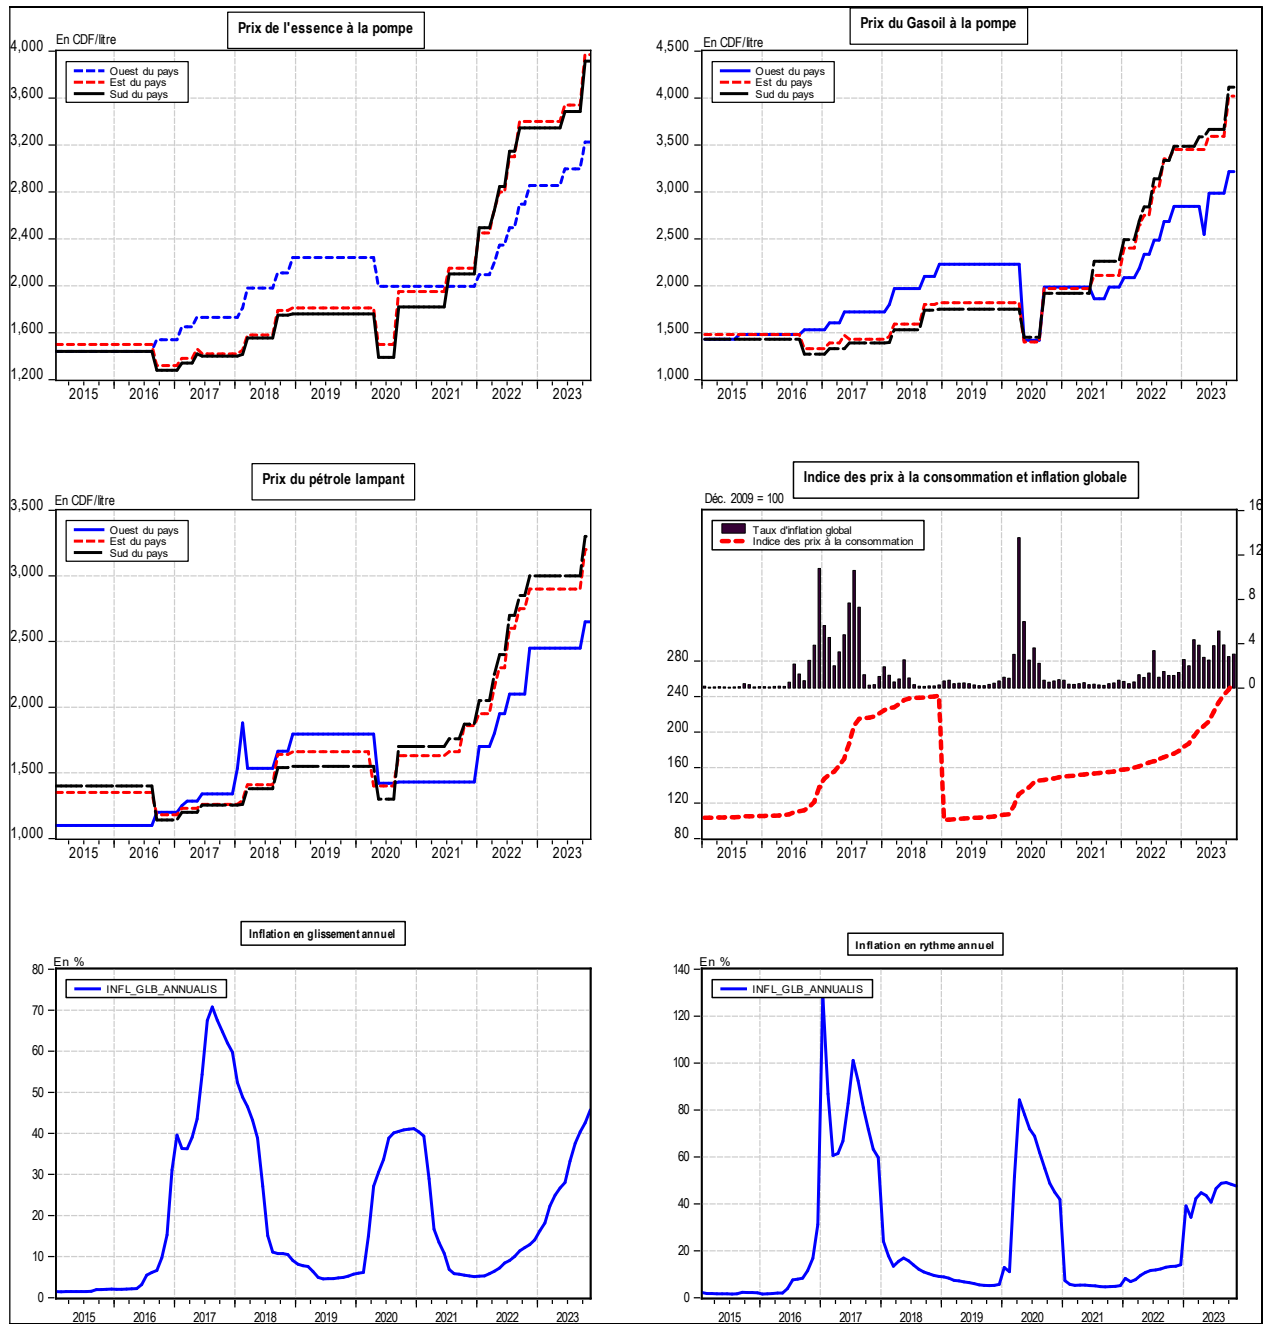 Prix de l'essence à la pompe
En CDF/litre
4,000
3,600
3,200
2,800
2,400
2,000
1,600
1,200
Ouest du pays
Est du pays
Sud du pays
2015 2016 2017 2018 2019 2020 2021 2022 2023
Prix du Gasoil à la pompe
En CDF/litre
4,500
4,000
3,500
3,000
2,500
2,000
1,500
1,000
Ouest du pays
Est du pays
Sud du pays
2015 2016 2017 2018 2019 2020 2021 2022 2023
Prix du pétrole lampant
En CDF/litre
3,500
3,000
2,500
2,000
1,500
1,000
Ouest du pays
Est du pays
Sud du pays
2015 2016 2017 2018 2019 2020 2021 2022 2023
Indice des prix à la consommation et inflation globale
Déc. 2009 = 100
280
240
200
160
120
80
Taux d'inflation global
Indice des prix à la consommation
16
12
8
4
0
2015 2016 2017 2018 2019 2020 2021 2022 2023
Inflation en glissement annuel
En %
80
70
60
50
40
30
20
10
0
INFL_GLB_ANNUALIS
2015 2016 2017 2018 2019 2020 2021 2022 2023
Inflation en rythme annuel
En %
140
120
100
80
60
40
20
0
INFL_GLB_ANNUALIS
2015 2016 2017 2018 2019 2020 2021 2022 2023